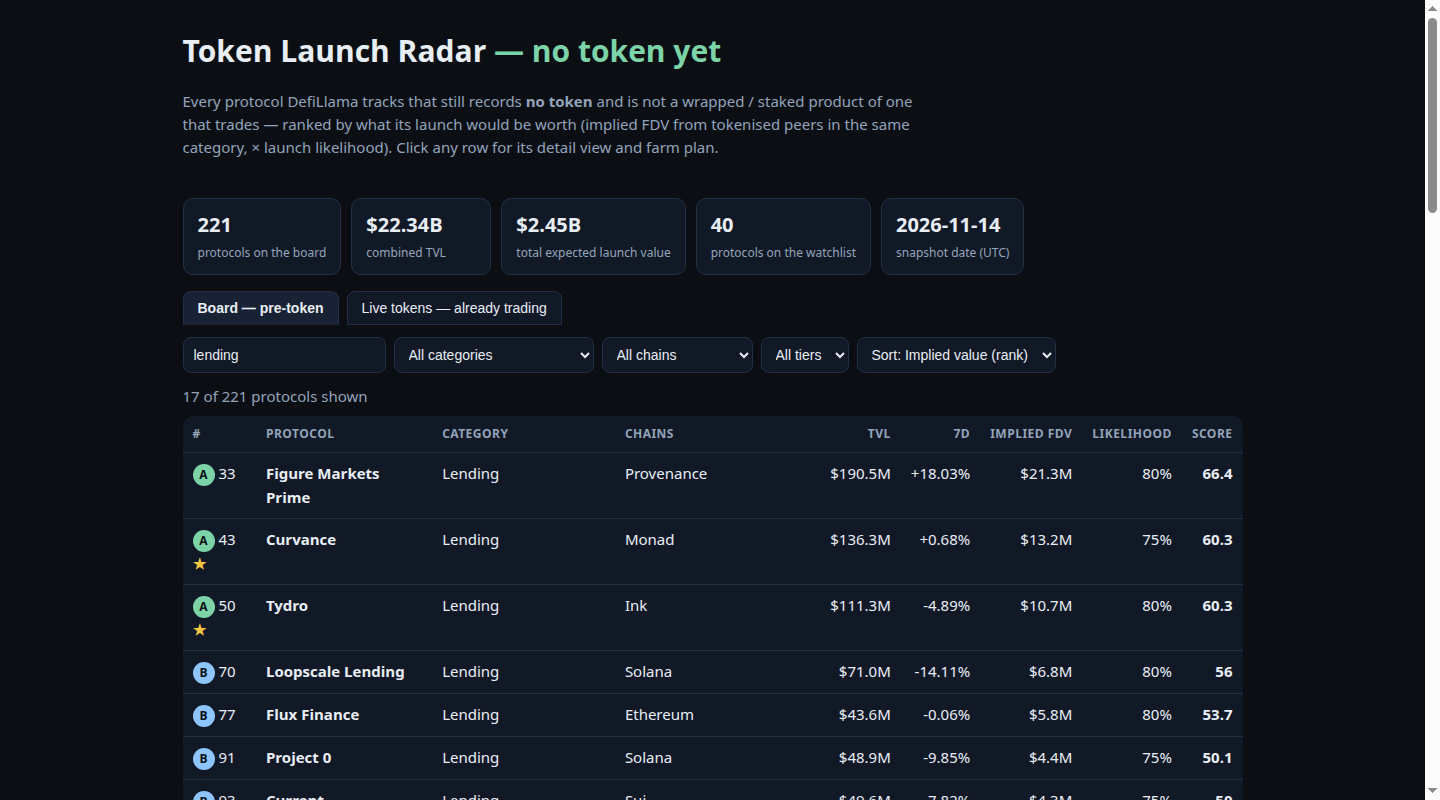 Token Launch Radar — no token yet
Every protocol DefiLlama tracks that still records no token and is not a wrapped / staked product of one
that trades — ranked by what its launch would be worth (implied FDV from tokenised peers in the same
category, × launch likelihood). Click any row for its detail view and farm plan.
221 $22.34B $2.45B 40 2026-11-14
protocols on the board combined TVL total expected launch value protocols on the watchlist snapshot date (UTC)
Board — pre-token Live tokens — already trading
lending All categories All chains All tiers Sort: Implied value (rank)
17 of 221 protocols shown
# PROTOCOL CATEGORY CHAINS TVL 7D IMPLIED FDV LIKELIHOOD SCORE
A 33 Figure Markets Lending Provenance $190.5M +18.03% $21.3M 80% 66.4
Prime
A 43 Curvance Lending Monad $136.3M +0.68% $13.2M 75% 60.3
★
A 50 Tydro Lending Ink $111.3M -4.89% $10.7M 80% 60.3
★
B 70 Loopscale Lending Lending Solana $71.0M -14.11% $6.8M 80% 56
B 77 Flux Finance Lending Ethereum $43.6M -0.06% $5.8M 80% 53.7
B 91 Project 0 Lending Solana $48.9M -9.85% $4.4M 75% 50.1
Current Lending Sui 75% 50